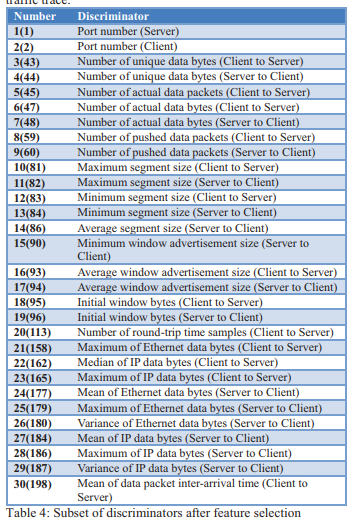 traffic trace.
Number Discriminator
1(1) Port number (Server)
2(2) Port number (Client)
3(43) Number of unique data bytes (Client to Server)
4(44) Number of unique data bytes (Server to Client)
5(45) Number of actual data packets (Client to Server)
6(47) Number of actual data bytes (Client to Server)
7(48) Number of actual data bytes (Server to Client)
8(59) Number of pushed data packets (Client to Server)
9(60) Number of pushed data packets (Server to Client)
10(81) Maximum segment size (Client to Server)
11(82) Maximum segment size (Server to Client)
12(83) Minimum segment size (Client to Server)
13(84) Minimum segment size (Server to Client)
14(86) Average segment size (Server to Client)
15(90) Minimum window advertisement size (Server to
Client)
16(93) Average window advertisement size (Client to Server)
17(94) Average window advertisement size (Server to Client)
18(95) Initial window bytes (Client to Server)
19(96) Initial window bytes (Server to Client)
20(113) Number of round-trip time samples (Client to Server)
21(158) Maximum of Ethernet data bytes (Client to Server)
22(162) Median of IP data bytes (Client to Server)
23(165) Maximum of IP data bytes (Client to Server)
24(177) Mean of Ethernet data bytes (Server to Client)
25(179) Maximum of Ethernet data bytes (Server to Client)
26(180) Variance of Ethernet data bytes (Server to Client)
27(184) Mean of IP data bytes (Server to Client)
28(186) Maximum of IP data bytes (Server to Client)
29(187) Variance of IP data bytes (Server to Client)
30(198) Mean of data packet inter-arrival time (Client to
Server)
Table 4: Subset of discriminators after feature selection